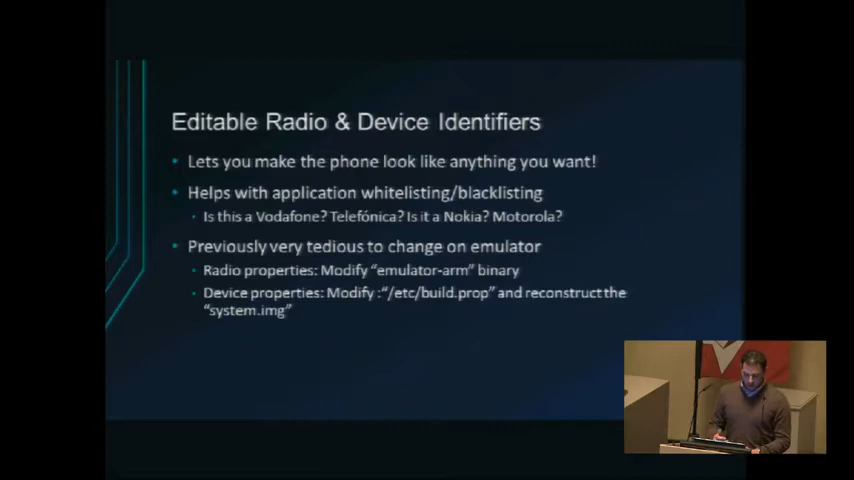 Editable Radio & Device Identifiers
Lets you make the phone look like anything you want!
Helps with application whitelisting/blacklisting
Is this a Vodafone? Telefónica? Is it a Nokia? Motorola?
Previously very tedious to change on emulator
Radio properties: Modify "emulator-arm" binary
Device properties: Modify :"/etc/build.prop" and reconstruct the
"system.img"